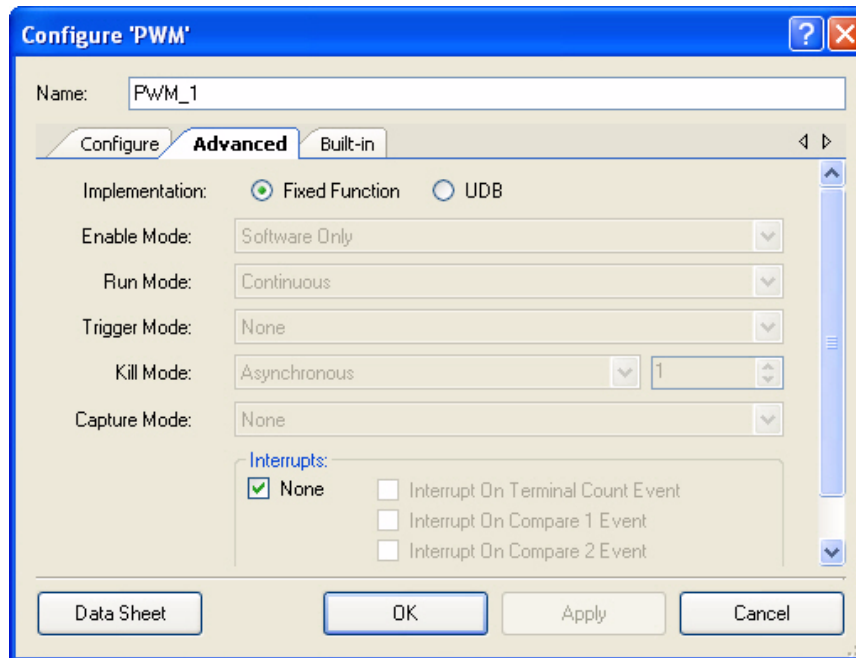 Configure 'PWM'
Name: PWM_1
Configure Advanced Built-in
Implementation: Fixed Function UDB
Enable Mode: Software Only
Run Mode: Continuous
Trigger Mode: None
Kill Mode: Asynchronous 1
Capture Mode: None
Interrupts:
None Interrupt On Terminal Count Event
Interrupt On Compare 1 Event
Interrupt On Compare 2 Event
Data Sheet OK Apply Cancel